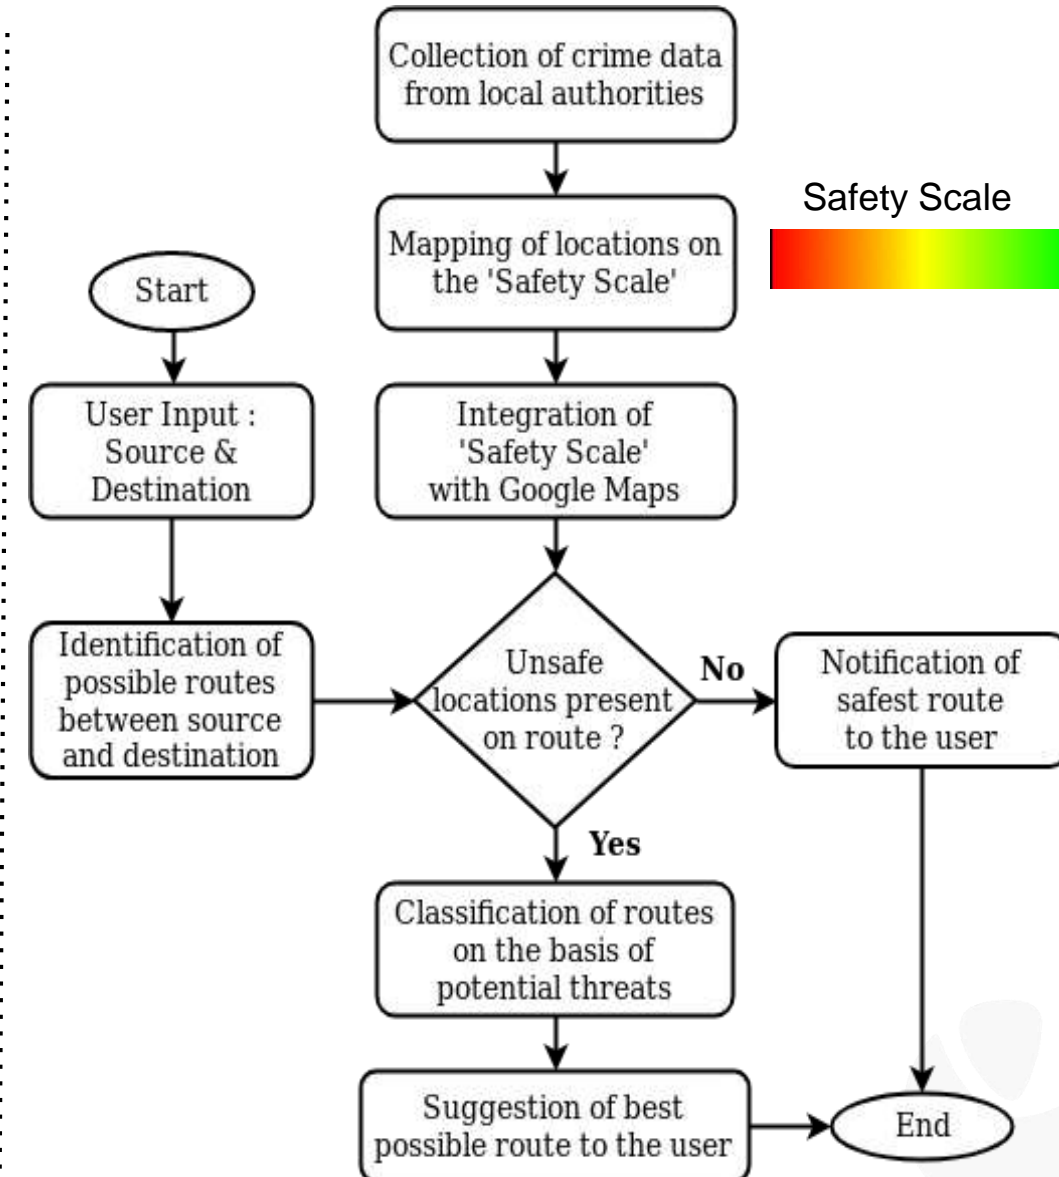 Collection of crime data
from local authorities
Safety Scale
Mapping of locations on
the 'Safety Scale'
Start
User Input :
Source &
Destination
Integration of
'Safety Scale'
with Google Maps
Identification of
possible routes
between source
and destination
Unsafe
locations present
on route ?
No
Notification of
safest route
to the user
Yes
Classification of routes
on the basis of
potential threats
Suggestion of best
possible route to the user
End